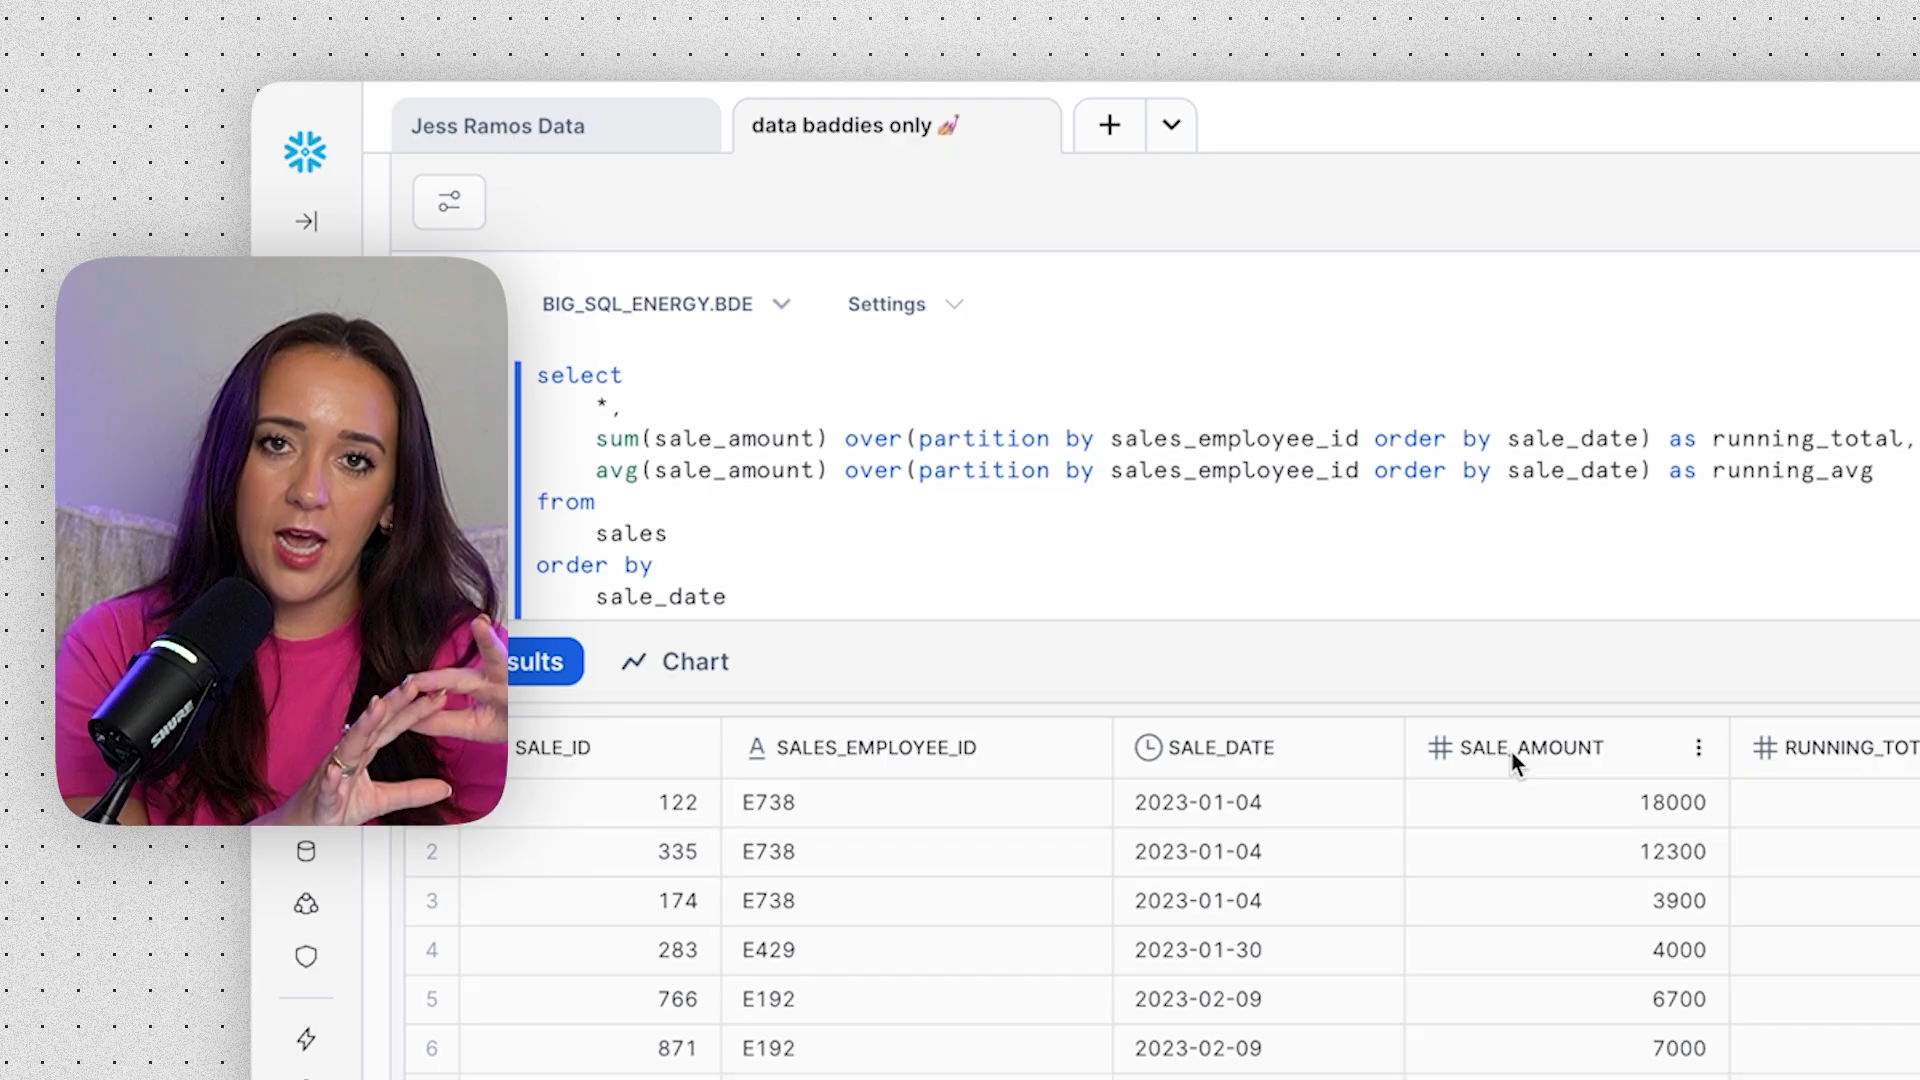 Jess Ramos Data
data baddies only 💅
BIG_SQL_ENERGY.BDE
Settings
select
*,
sum(sale_amount) over(partition by sales_employee_id order by sale_date) as running_total,
avg(sale_amount) over(partition by sales_employee_id order by sale_date) as running_avg
from
sales
order by
sale_date
sults
Chart
SALE_ID SALES_EMPLOYEE_ID SALE_DATE SALE_AMOUNT RUNNING_TOT
122 E738 2023-01-04 18000
2 335 E738 2023-01-04 12300
3 174 E738 2023-01-04 3900
4 283 E429 2023-01-30 4000
5 766 E192 2023-02-09 6700
6 871 E192 2023-02-09 7000
SHURE